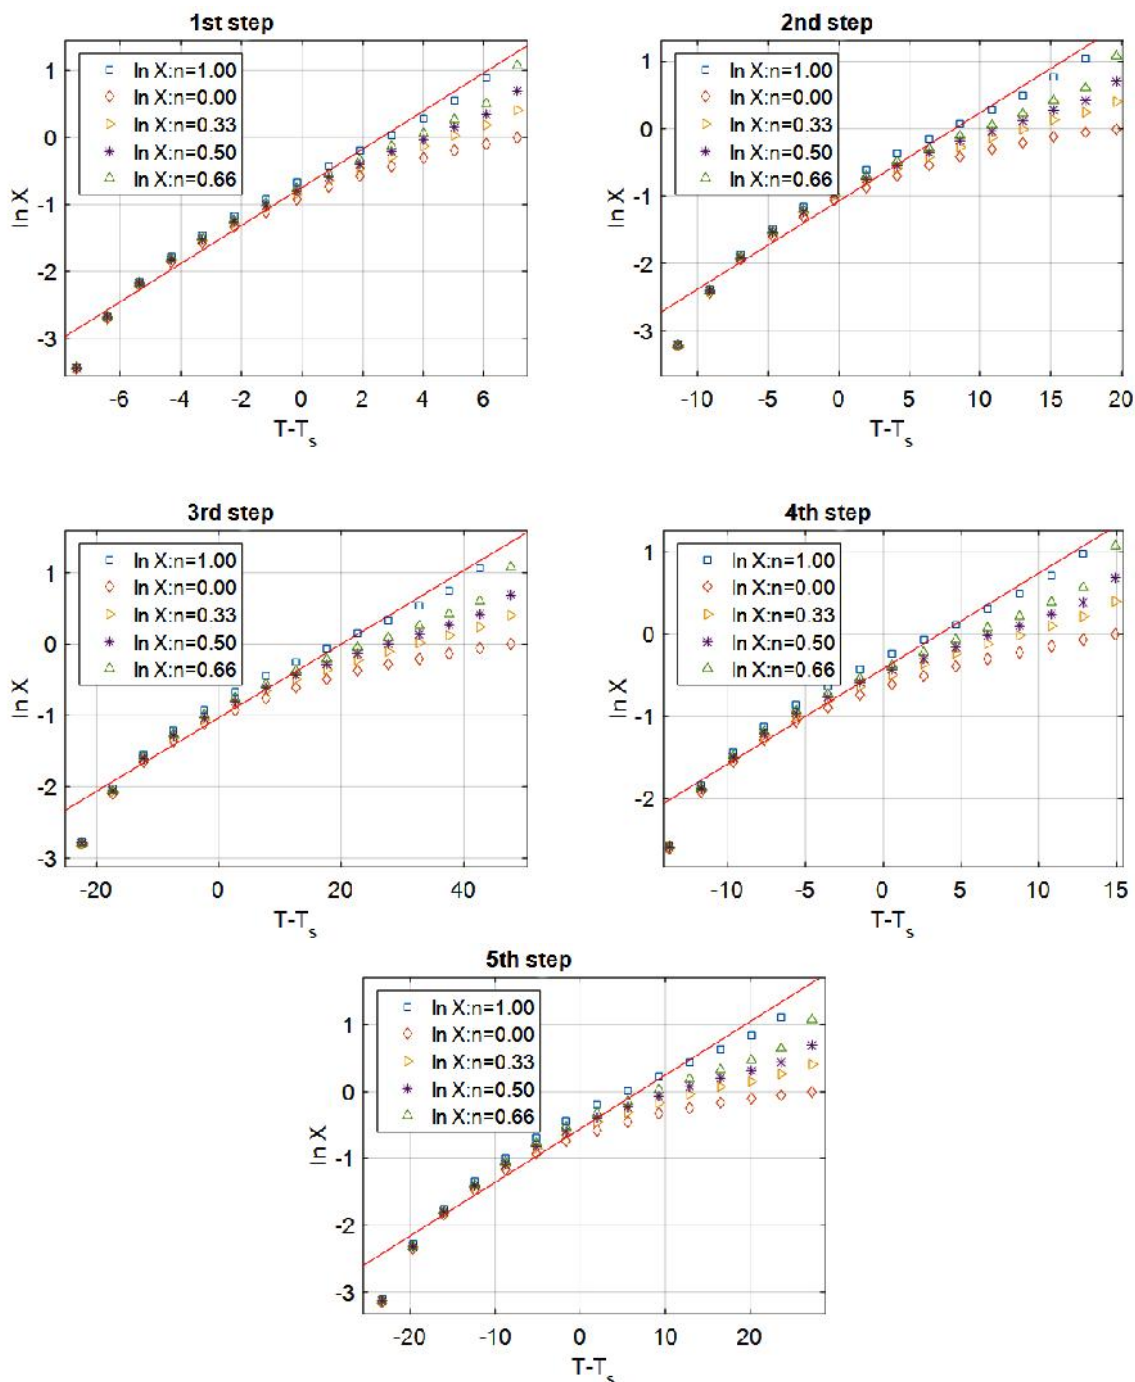 1st step
ln X:n=1.00
ln X:n=0.00
ln X:n=0.33
ln X:n=0.50
ln X:n=0.66
1
0
-1
-2
-3
ln X
-6 -4 -2 0 2 4 6
T-Ts
2nd step
ln X:n=1.00
ln X:n=0.00
ln X:n=0.33
ln X:n=0.50
ln X:n=0.66
1
0
-1
-2
-3
ln X
-10 -5 0 5 10 15 20
T-Ts
3rd step
ln X:n=1.00
ln X:n=0.00
ln X:n=0.33
ln X:n=0.50
ln X:n=0.66
1
0
-1
-2
-3
ln X
-20 0 20 40
T-Ts
4th step
ln X:n=1.00
ln X:n=0.00
ln X:n=0.33
ln X:n=0.50
ln X:n=0.66
1
0
-1
-2
ln X
-10 -5 0 5 10 15
T-Ts
5th step
ln X:n=1.00
ln X:n=0.00
ln X:n=0.33
ln X:n=0.50
ln X:n=0.66
1
0
-1
-2
-3
ln X
-20 -10 0 10 20
T-Ts